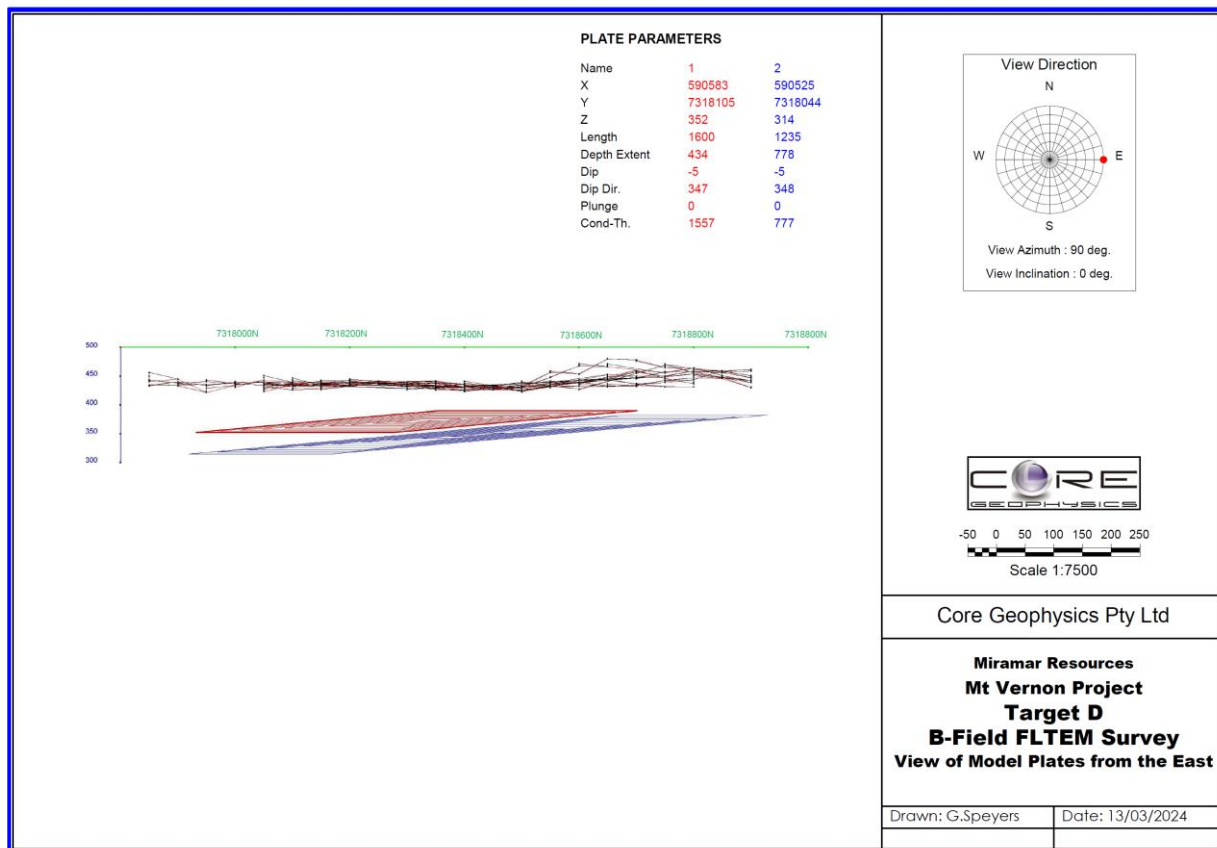 PLATE PARAMETERS
Name 1 2
X 590583 590525
Y 7318105 7318044
Z 352 314
Length 1600 1235
Depth Extent 434 778
Dip -5 -5
Dip Dir. 347 348
Plunge 0 0
Cond-Th. 1557 777
View Direction
N
W E
S
View Azimuth : 90 deg.
View Inclination : 0 deg.
7318000N 7318200N 7318400N 7318600N 7318800N 7318800N
500
450
400
350
300
CORE
GEOPHYSICS
-50 0 50 100 150 200 250
Scale 1:7500
Core Geophysics Pty Ltd
Miramar Resources
Mt Vernon Project
Target D
B-Field FLTEM Survey
View of Model Plates from the East
Drawn: G.Speyers Date: 13/03/2024